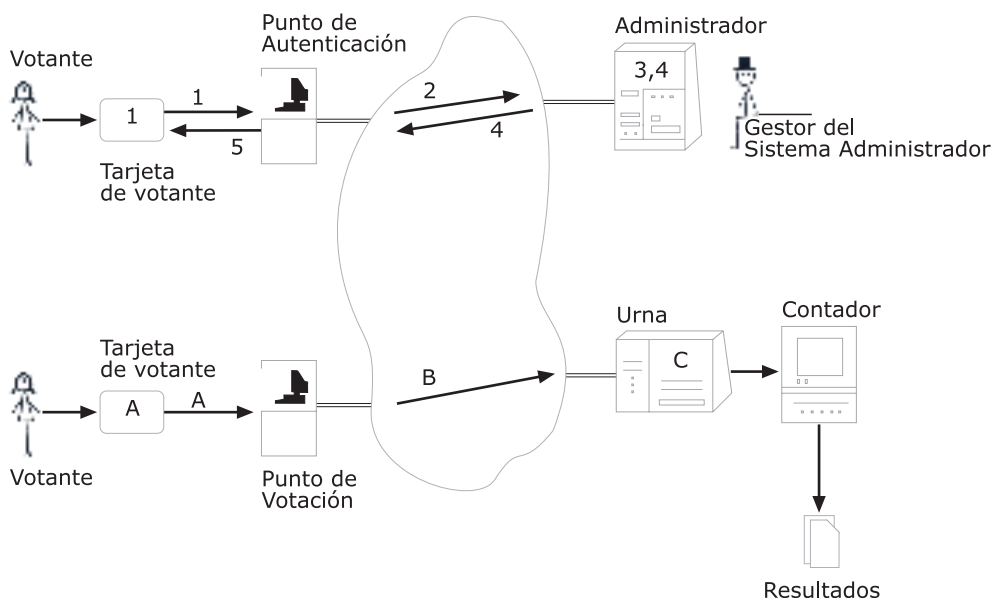 Votante
1
Tarjeta
de votante
1
5
Punto de
Autenticación
2
4
Administrador
3,4
Gestor del
Sistema Administrador
Votante
Tarjeta
de votante
A
A
Punto de
Votación
B
Urna
C
Contador
Resultados